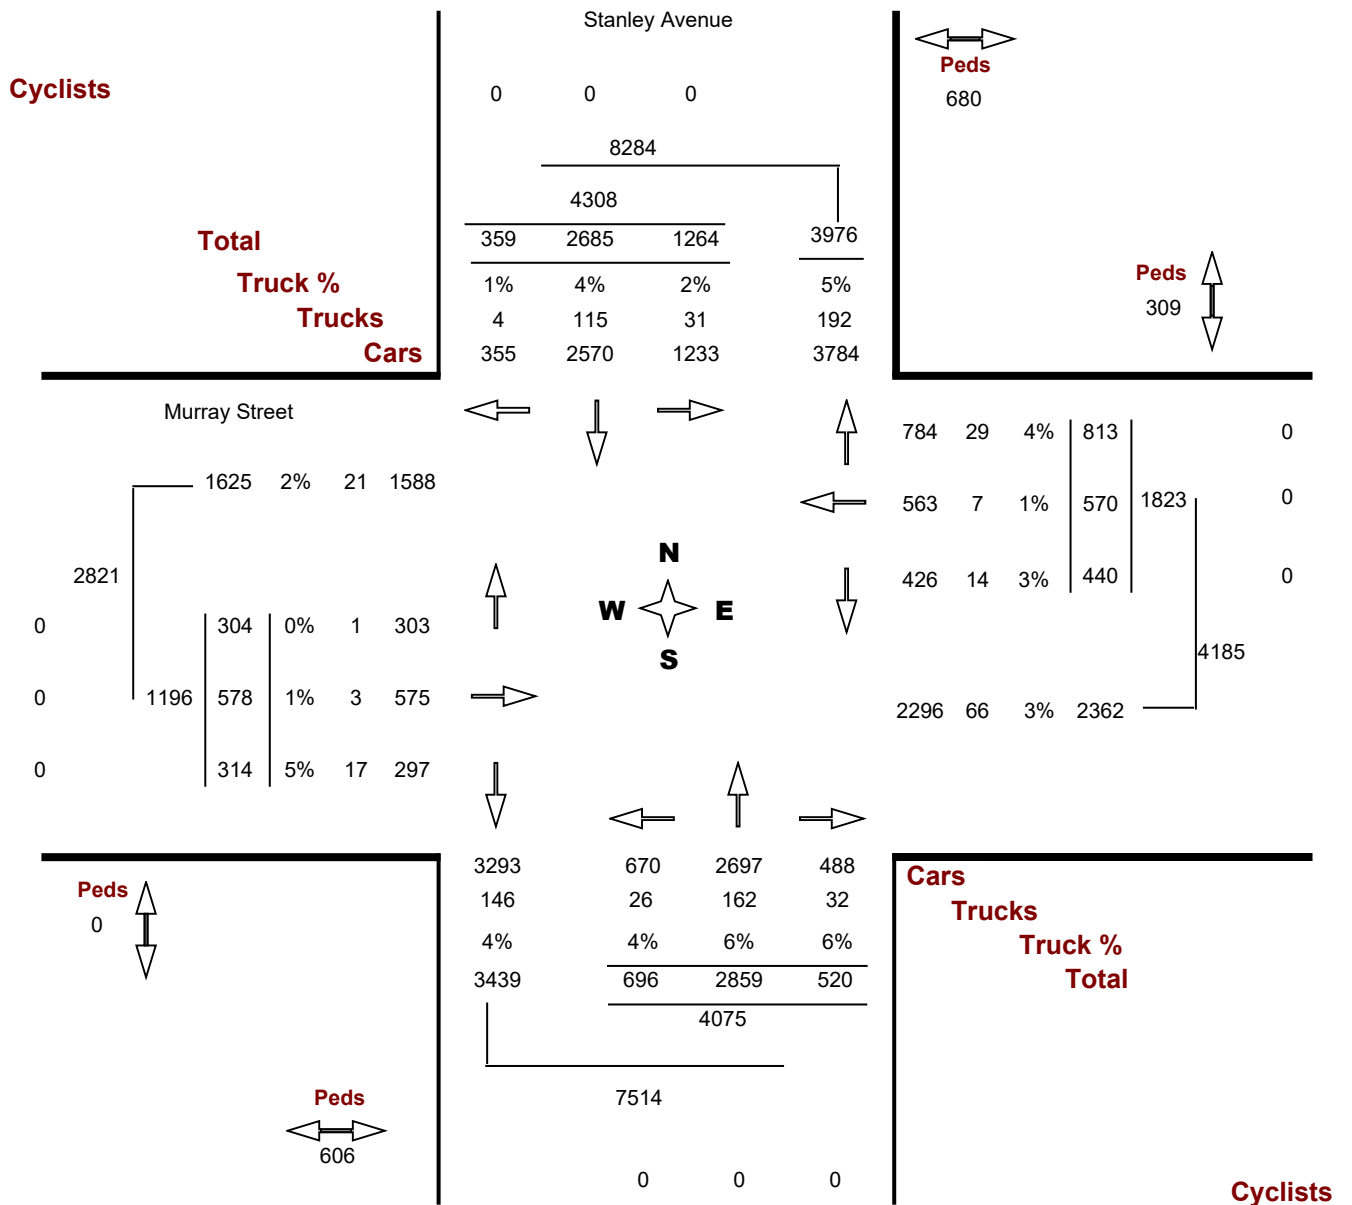 Stanley Avenue
Peds
680
Cyclists
0 0 0
8284
4308
Total 359 2685 1264 3976
Truck % 1% 4% 2% 5%
Trucks 4 115 31 192
Cars 355 2570 1233 3784
Peds
309
Murray Street
784 29 4% 813 0
1625 2% 21 1588
563 7 1% 570 1823 0
N
2821
426 14 3% 440 0
W E
0 304 0% 1 303
S
4185
0 1196 578 1% 3 575
2296 66 3% 2362
0 314 5% 17 297
3293 670 2697 488 Cars
146 26 162 32 Trucks
4% 4% 6% 6% Truck %
3439 696 2859 520 Total
4075
Peds
0
7514
Peds
606
0 0 0
Cyclists